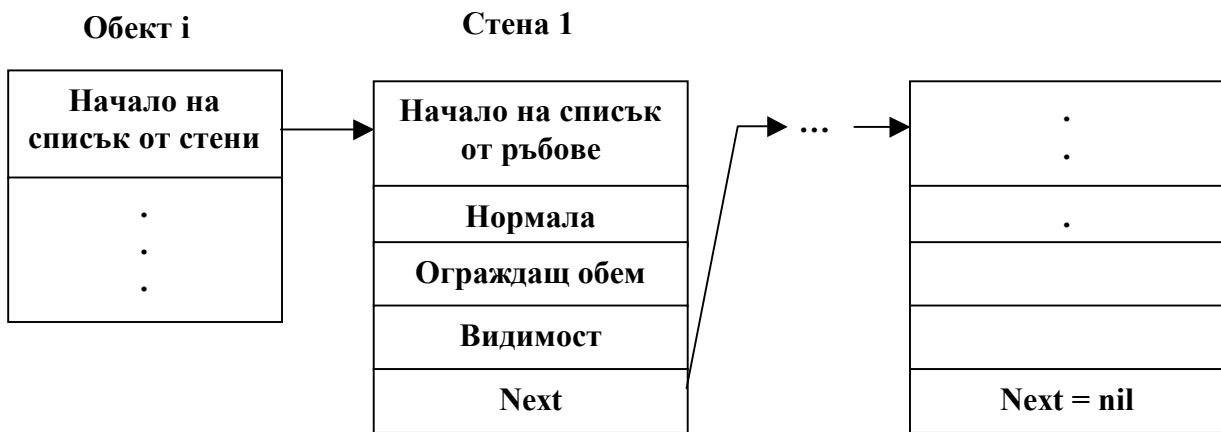 Обект i
Стена 1
Начало на
списък от стени
.
.
.
Начало на списък
от ръбове
Нормала
Ограждащ обем
Видимост
Next
...
.
.
.
Next = nil